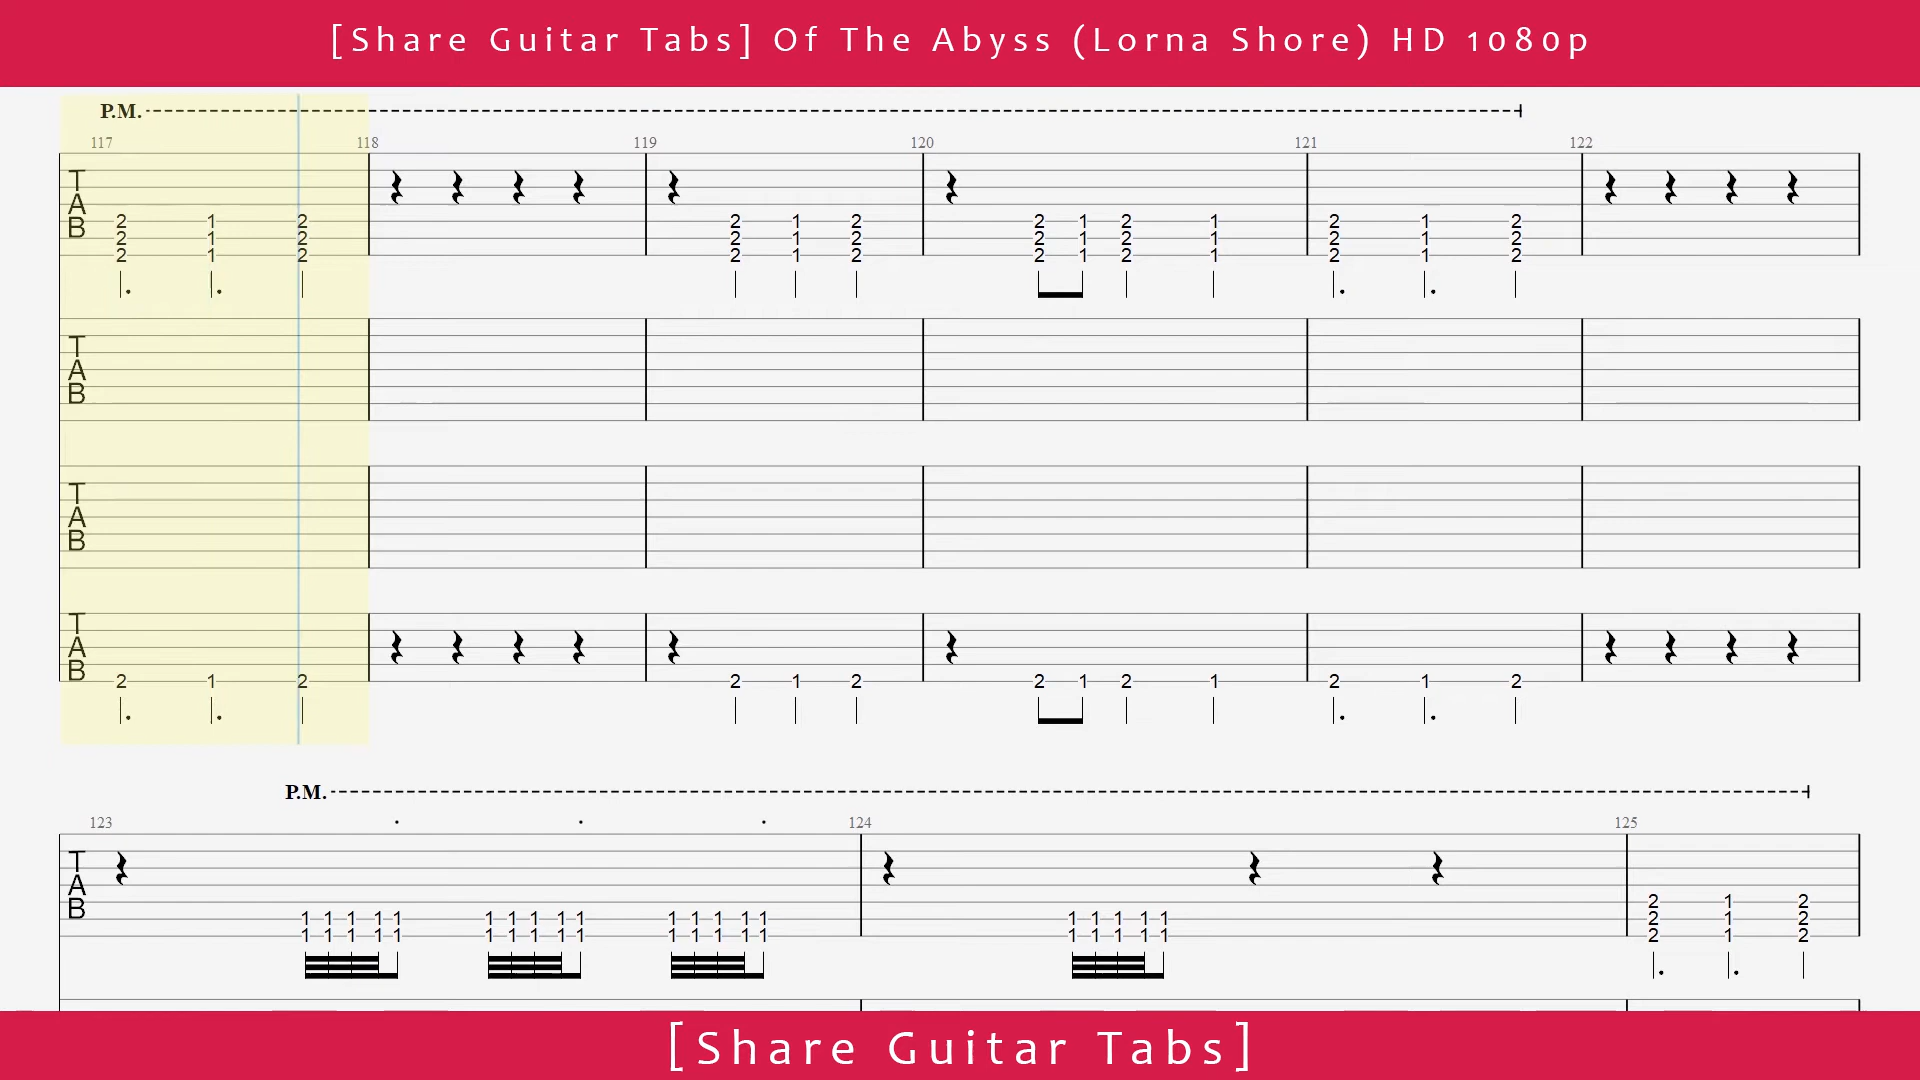 [Share Guitar Tabs] Of The Abyss (Lorna Shore) HD 1080p
P.M.
117 118 119 120 121 122
T
A
B
2 1 2 2 1 2 2 1 2 1 2 1 2
2 1 2 2 1 2 2 1 2 1 2 1 2
2 1 2 2 1 2 2 1 2 1 2 1 2
T
A
B
T
A
B
T
A
B
2 1 2 2 1 2 2 1 2 1 2 1 2
P.M.
123 124 125
T
A
B
2 1 2
1 1 1 1 1 1 1 1 1 1 1 1 1 1 1 1 1 1 1 1 2 1 2
1 1 1 1 1 1 1 1 1 1 1 1 1 1 1 1 1 1 1 1 2 1 2
[Share Guitar Tabs]